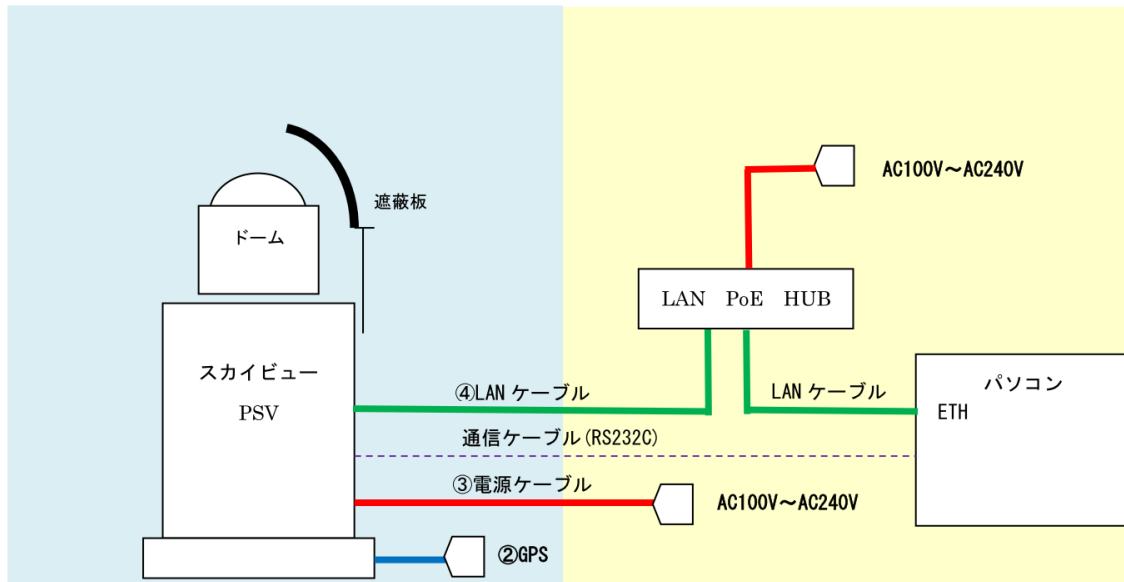 AC100V～AC240V
遮蔽板
ドーム
LAN PoE HUB
スカイビュー
PSV
④LAN ケーブル
LAN ケーブル
パソコン
ETH
通信ケーブル(RS232C)
③電源ケーブル
AC100V～AC240V
②GPS